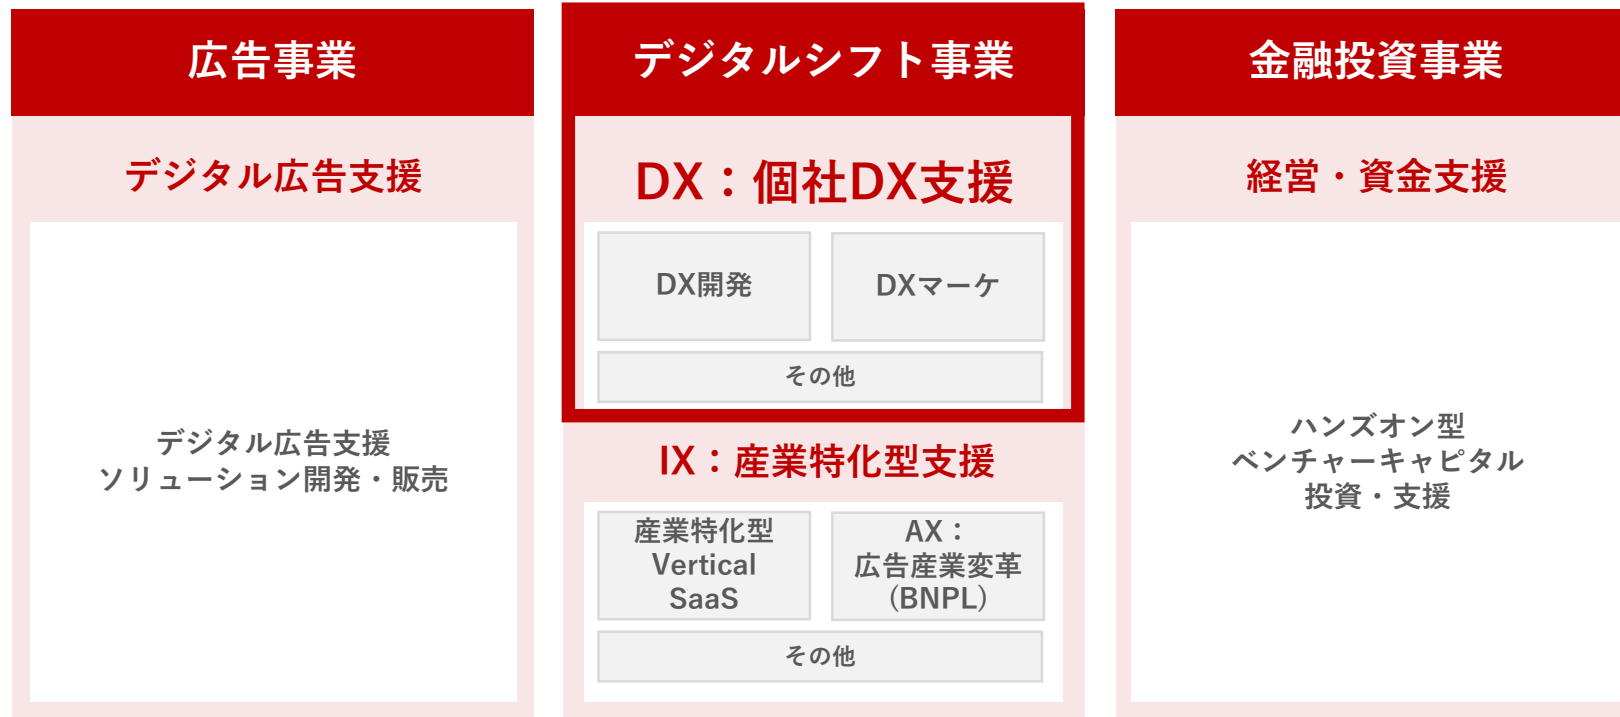 広告事業
デジタル広告支援
デジタル広告支援
ソリューション開発・販売
デジタルシフト事業
DX：個社DX支援
DX開発
DXマーケ
その他
IX：産業特化型支援
産業特化型
Vertical
SaaS
AX：
広告産業変革
(BNPL)
その他
金融投資事業
経営・資金支援
ハンズオン型
ベンチャーキャピタル
投資・支援